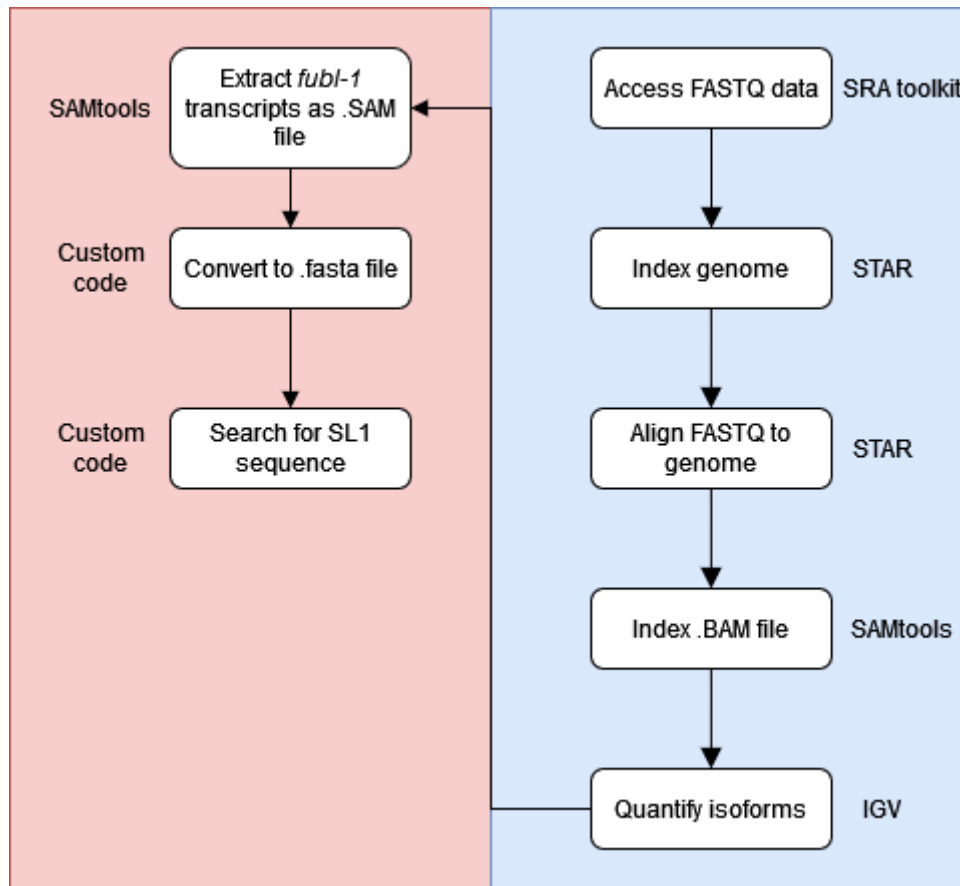 SAMtools
Extract fubl-1
transcripts as .SAM
file
Custom
code
Convert to .fasta file
Custom
code
Search for SL1
sequence
Access FASTQ data
SRA toolkit
Index genome
STAR
Align FASTQ to
genome
STAR
Index .BAM file
SAMtools
Quantify isoforms
IGV